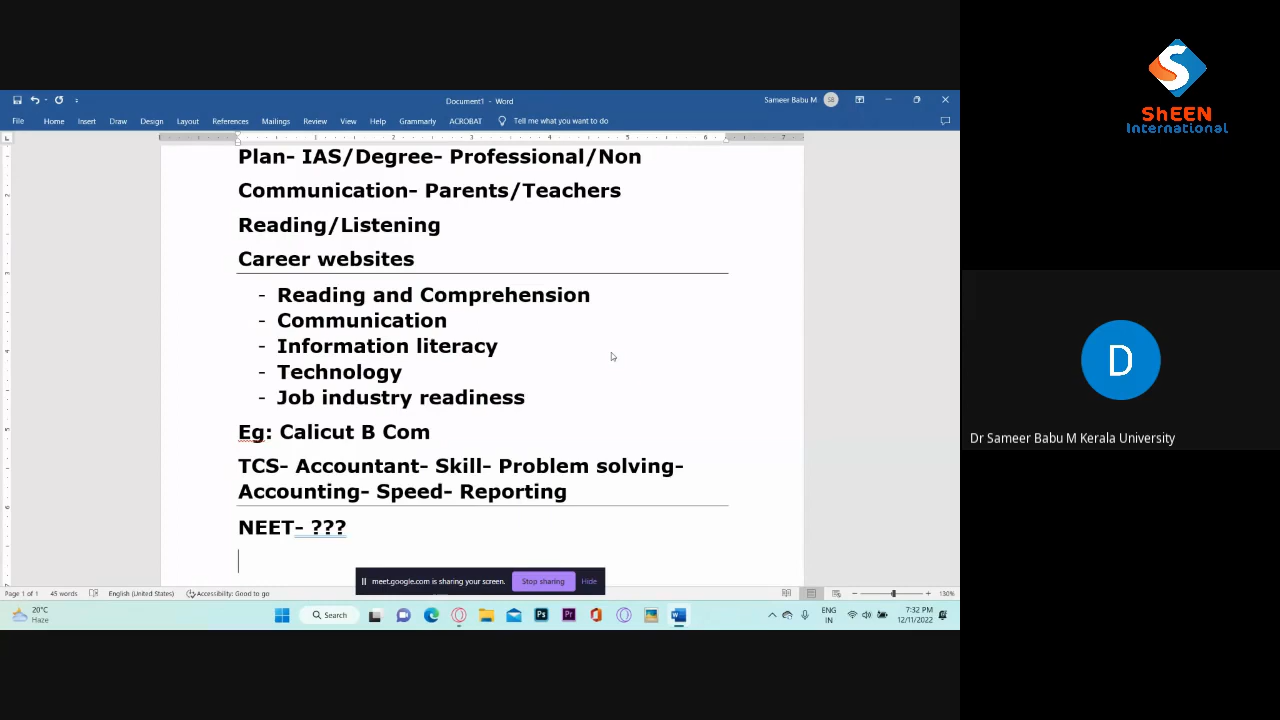 ShEEN
International
Document1 - Word
Sameer Babu M
SB
File Home Insert Draw Design Layout References Mailings Review View Help Grammarly ACROBAT Tell me what you want to do
Plan- IAS/Degree- Professional/Non
Communication- Parents/Teachers
Reading/Listening
Career websites
- Reading and Comprehension
- Communication
- Information literacy
- Technology
- Job industry readiness
Eg: Calicut B Com
TCS- Accountant- Skill- Problem solving-
Accounting- Speed- Reporting
NEET- ???
D
Dr Sameer Babu M Kerala University
meet.google.com is sharing your screen. Stop sharing Hide
Page 1 of 1 45 words English (United States) Accessibility: Good to go 130%
20°C
Haze
Search
Ps
Pr
ENG
IN
7:32 PM
12/11/2022